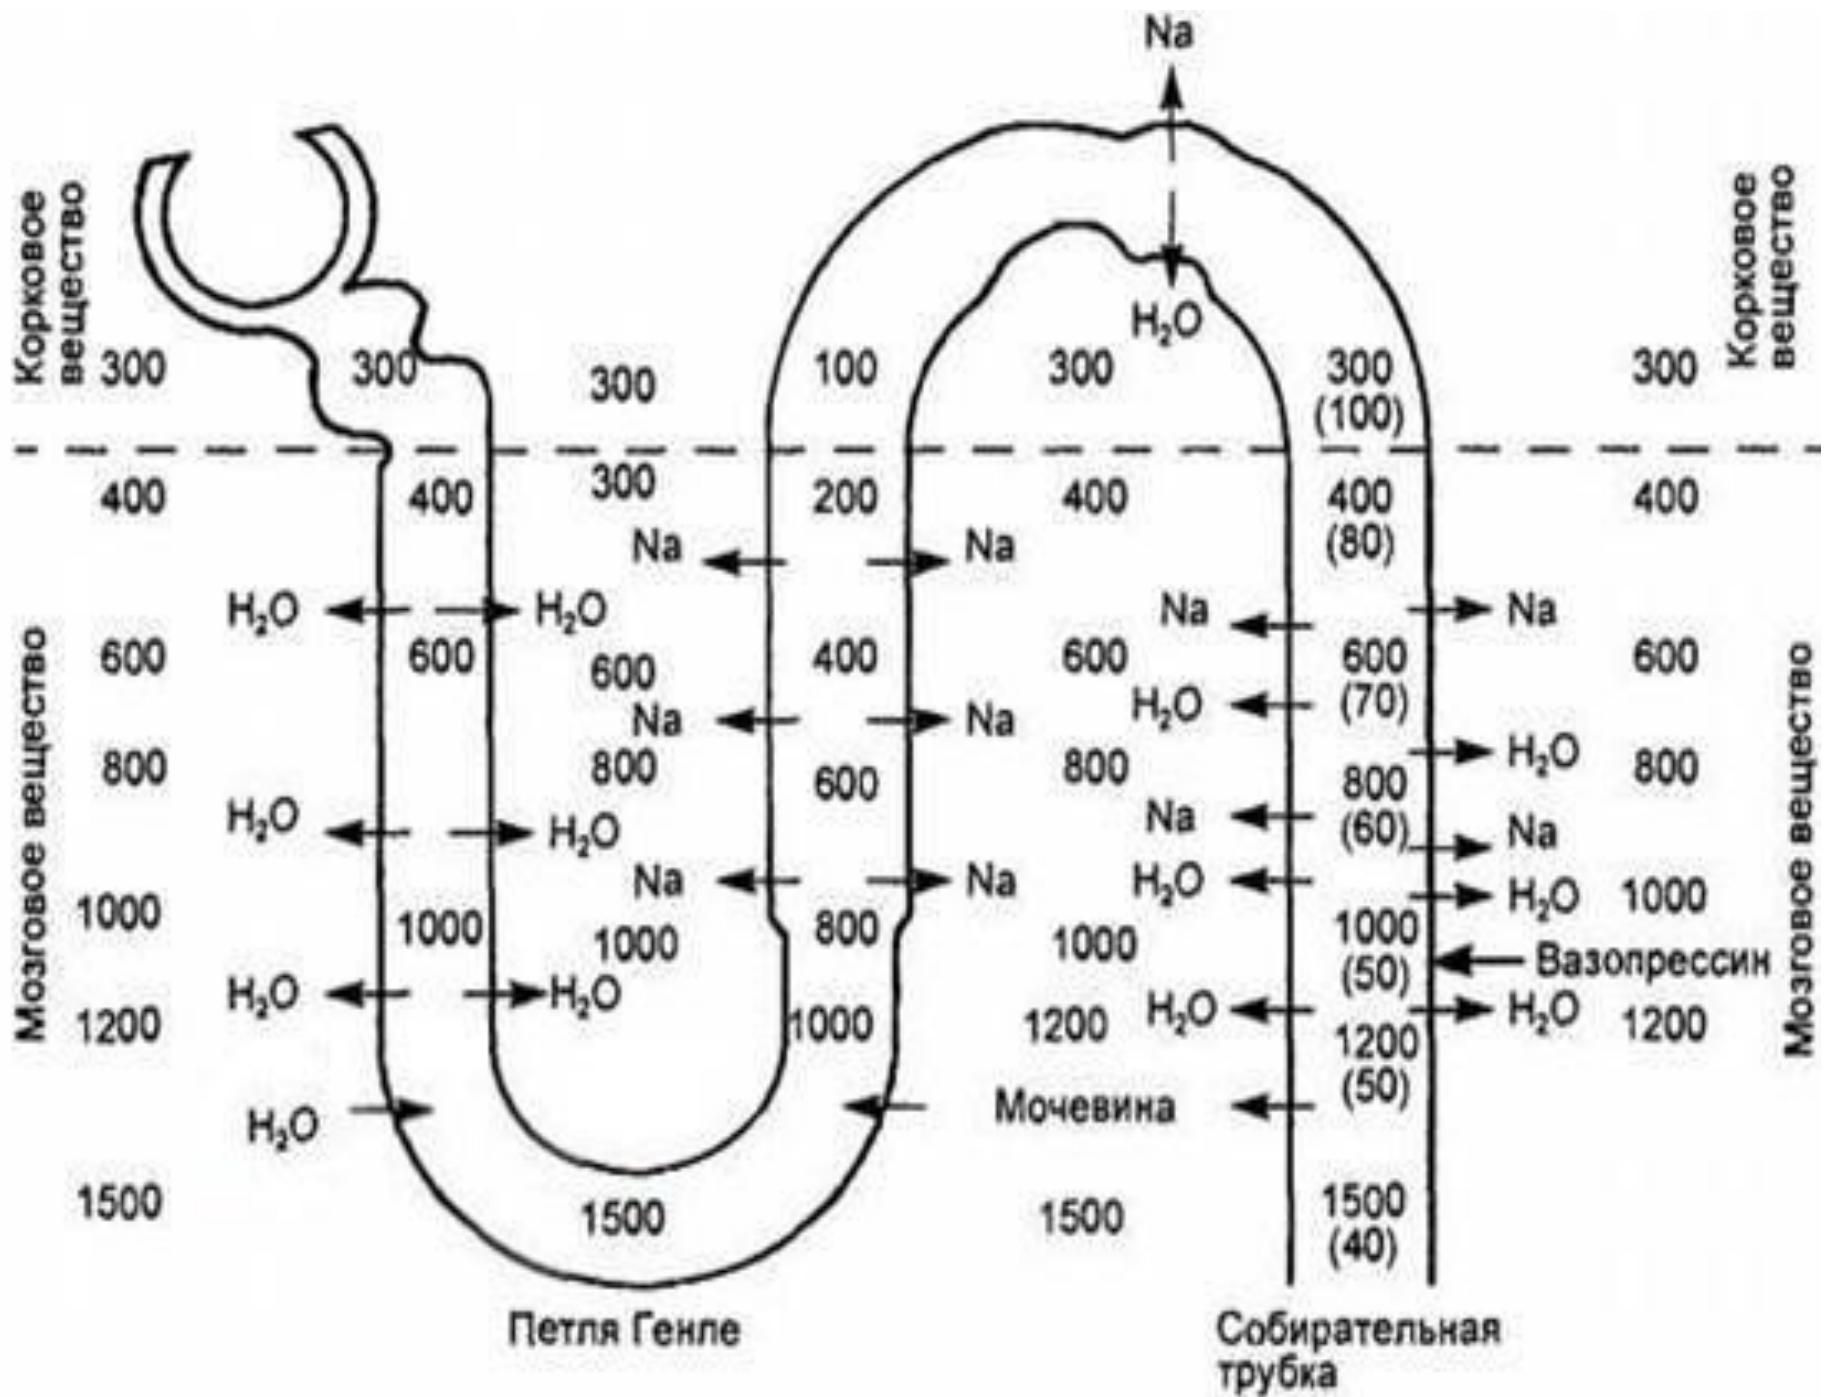 Na
Корковое
вещество
Корковое
вещество
H₂O
300
300
300
100
300
300
(100)
300
400
400
300
200
400
400
(80)
400
Na
Na
H₂O
H₂O
Na
Na
600
600
600
400
600
600
(70)
600
Na
Na
H₂O
H₂O
800
800
600
800
800
(60)
800
H₂O
H₂O
Na
Na
Na
Na
H₂O
H₂O
1000
1000
1000
800
1000
1000
(50)
1000
Вазопрессин
H₂O
H₂O
H₂O
H₂O
1200
1000
1200
1200
(50)
1200
Мозговое вещество
Мозговое вещество
H₂O
Мочевина
1500
1500
1500
1500
(40)
Петля Генле
Собирательная
трубка